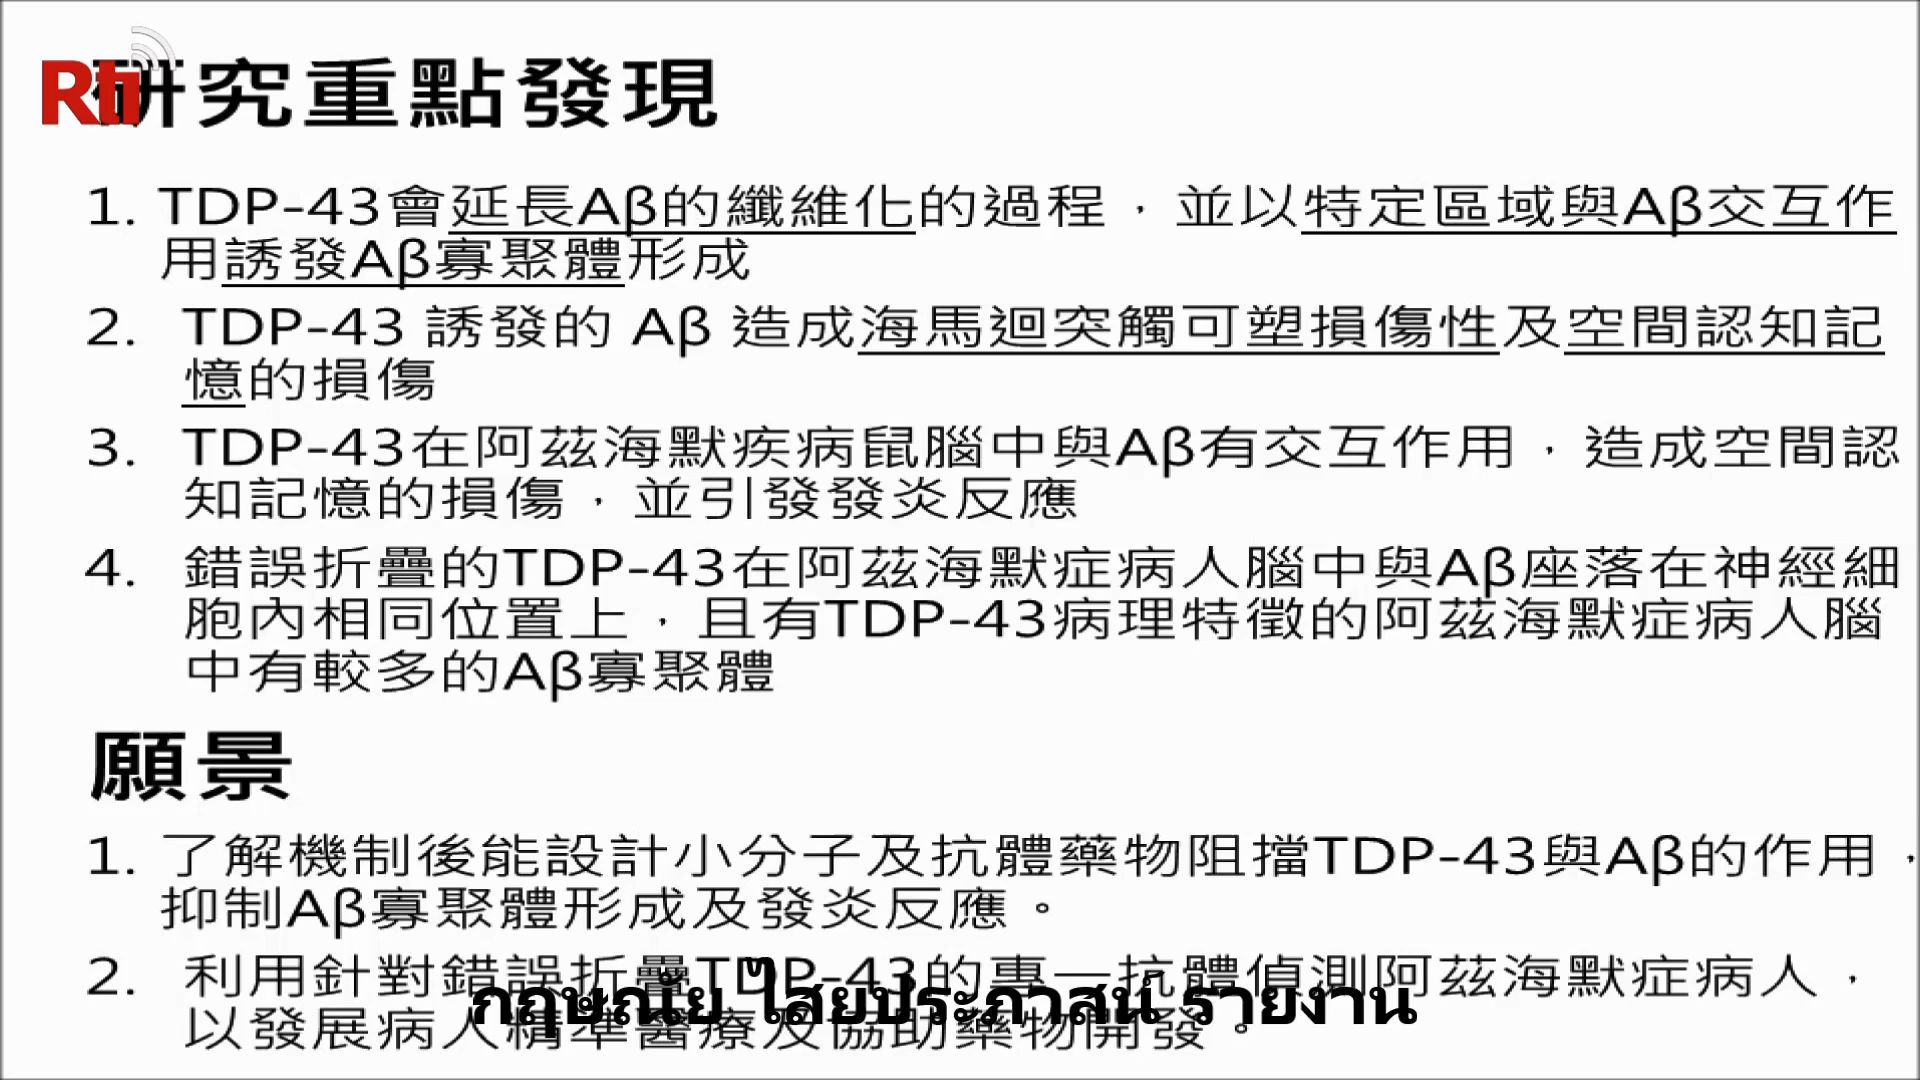 Rti
研究重點發現
1. TDP-43會延長Aβ的纖維化的過程，並以特定區域與Aβ交互作
用誘發Aβ寡聚體形成
2. TDP-43 誘發的 Aβ 造成海馬迴突觸可塑損傷性及空間認知記
憶的損傷
3. TDP-43在阿茲海默疾病鼠腦中與Aβ有交互作用，造成空間認
知記憶的損傷，並引發發炎反應
4. 錯誤折疊的TDP-43在阿茲海默症病人腦中與Aβ座落在神經細
胞內相同位置上，且有TDP-43病理特徵的阿茲海默症病人腦
中有較多的Aβ寡聚體
願景
1. 了解機制後能設計小分子及抗體藥物阻擋TDP-43與Aβ的作用，
抑制Aβ寡聚體形成及發炎反應。
2. 利用針對錯誤折疊TDP-43的專一抗體偵測阿茲海默症病人，
以發展病人精準醫療及協助藥物開發。
กฤษณัย ไสยประภาสน์ รายงาน